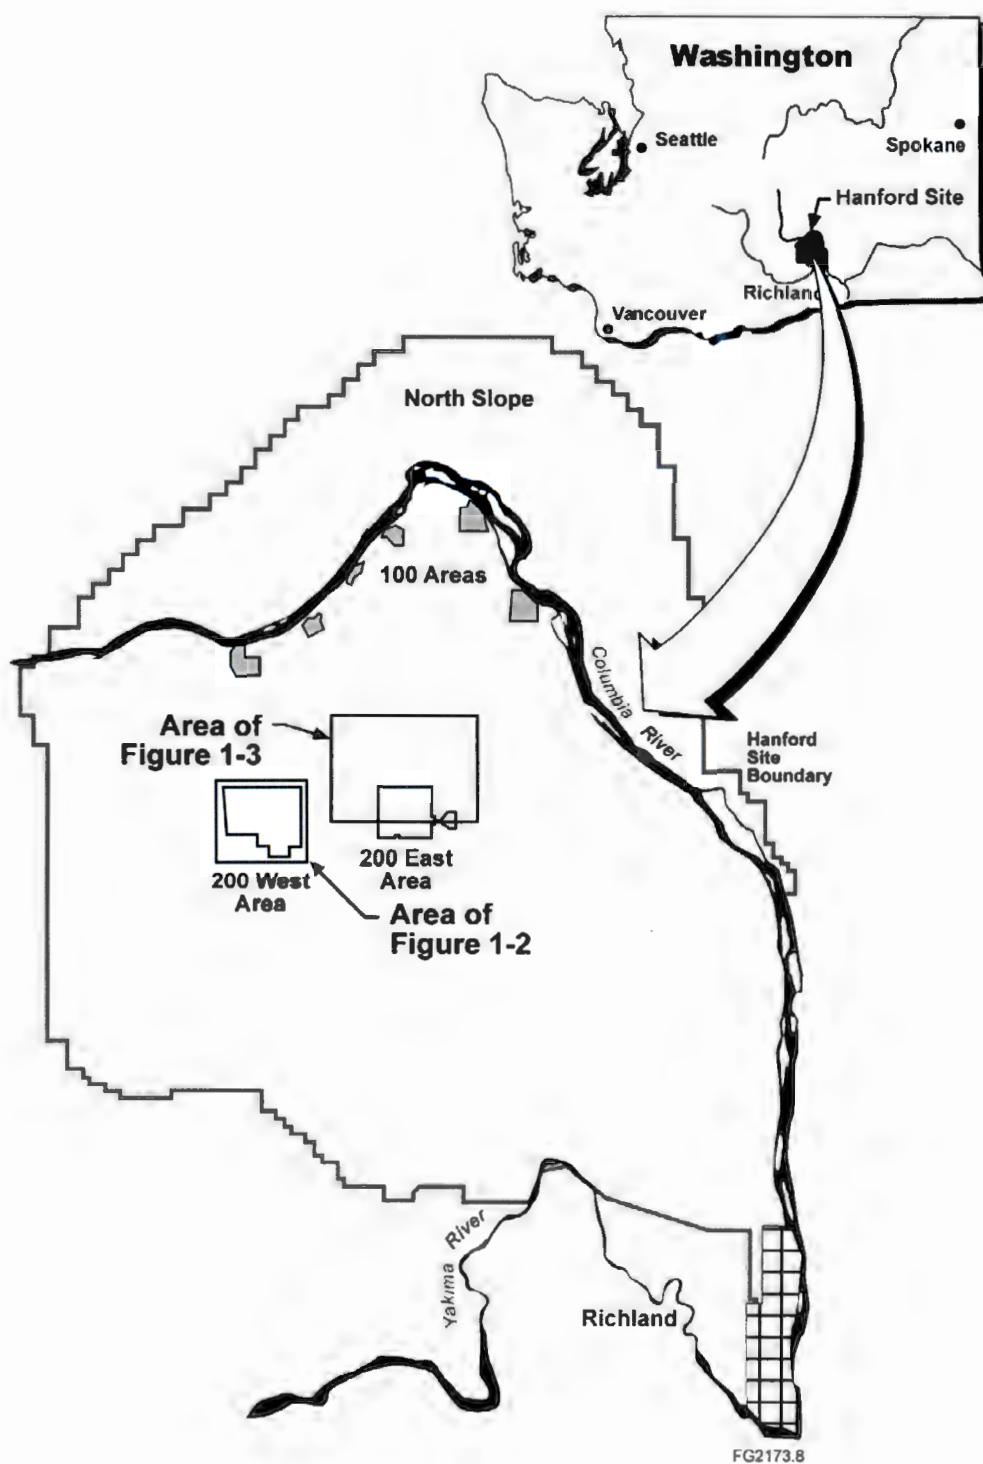 Washington
Seattle
Spokane
Hanford Site
Richland
Vancouver
North Slope
100 Areas
Columbia River
Area of
Figure 1-3
Hanford
Site
Boundary
200 East
Area
200 West
Area
Area of
Figure 1-2
Yakima River
Richland
FG2173.8